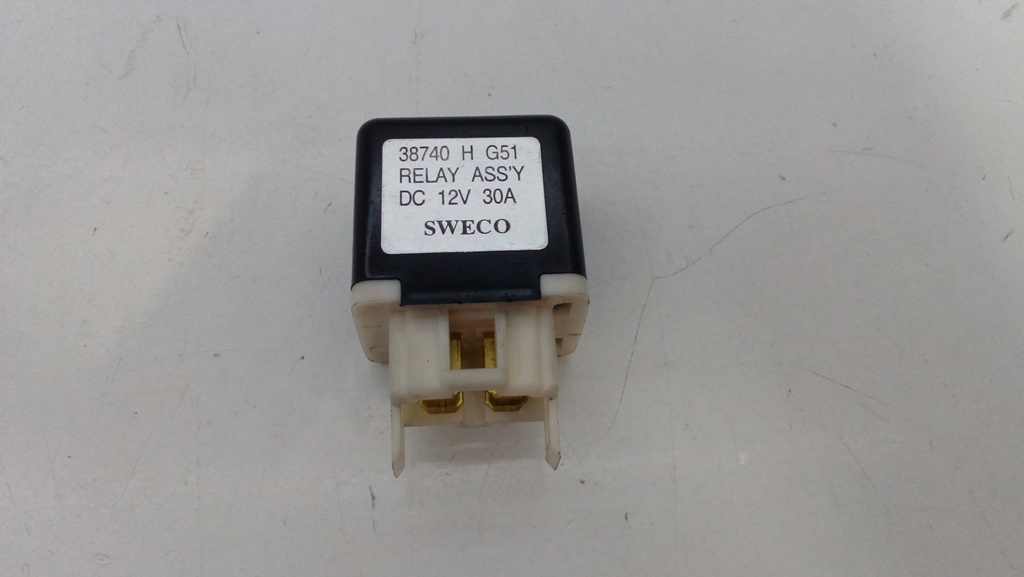 38740 H G51
RELAY ASS'Y
DC 12V 30A
SWECO